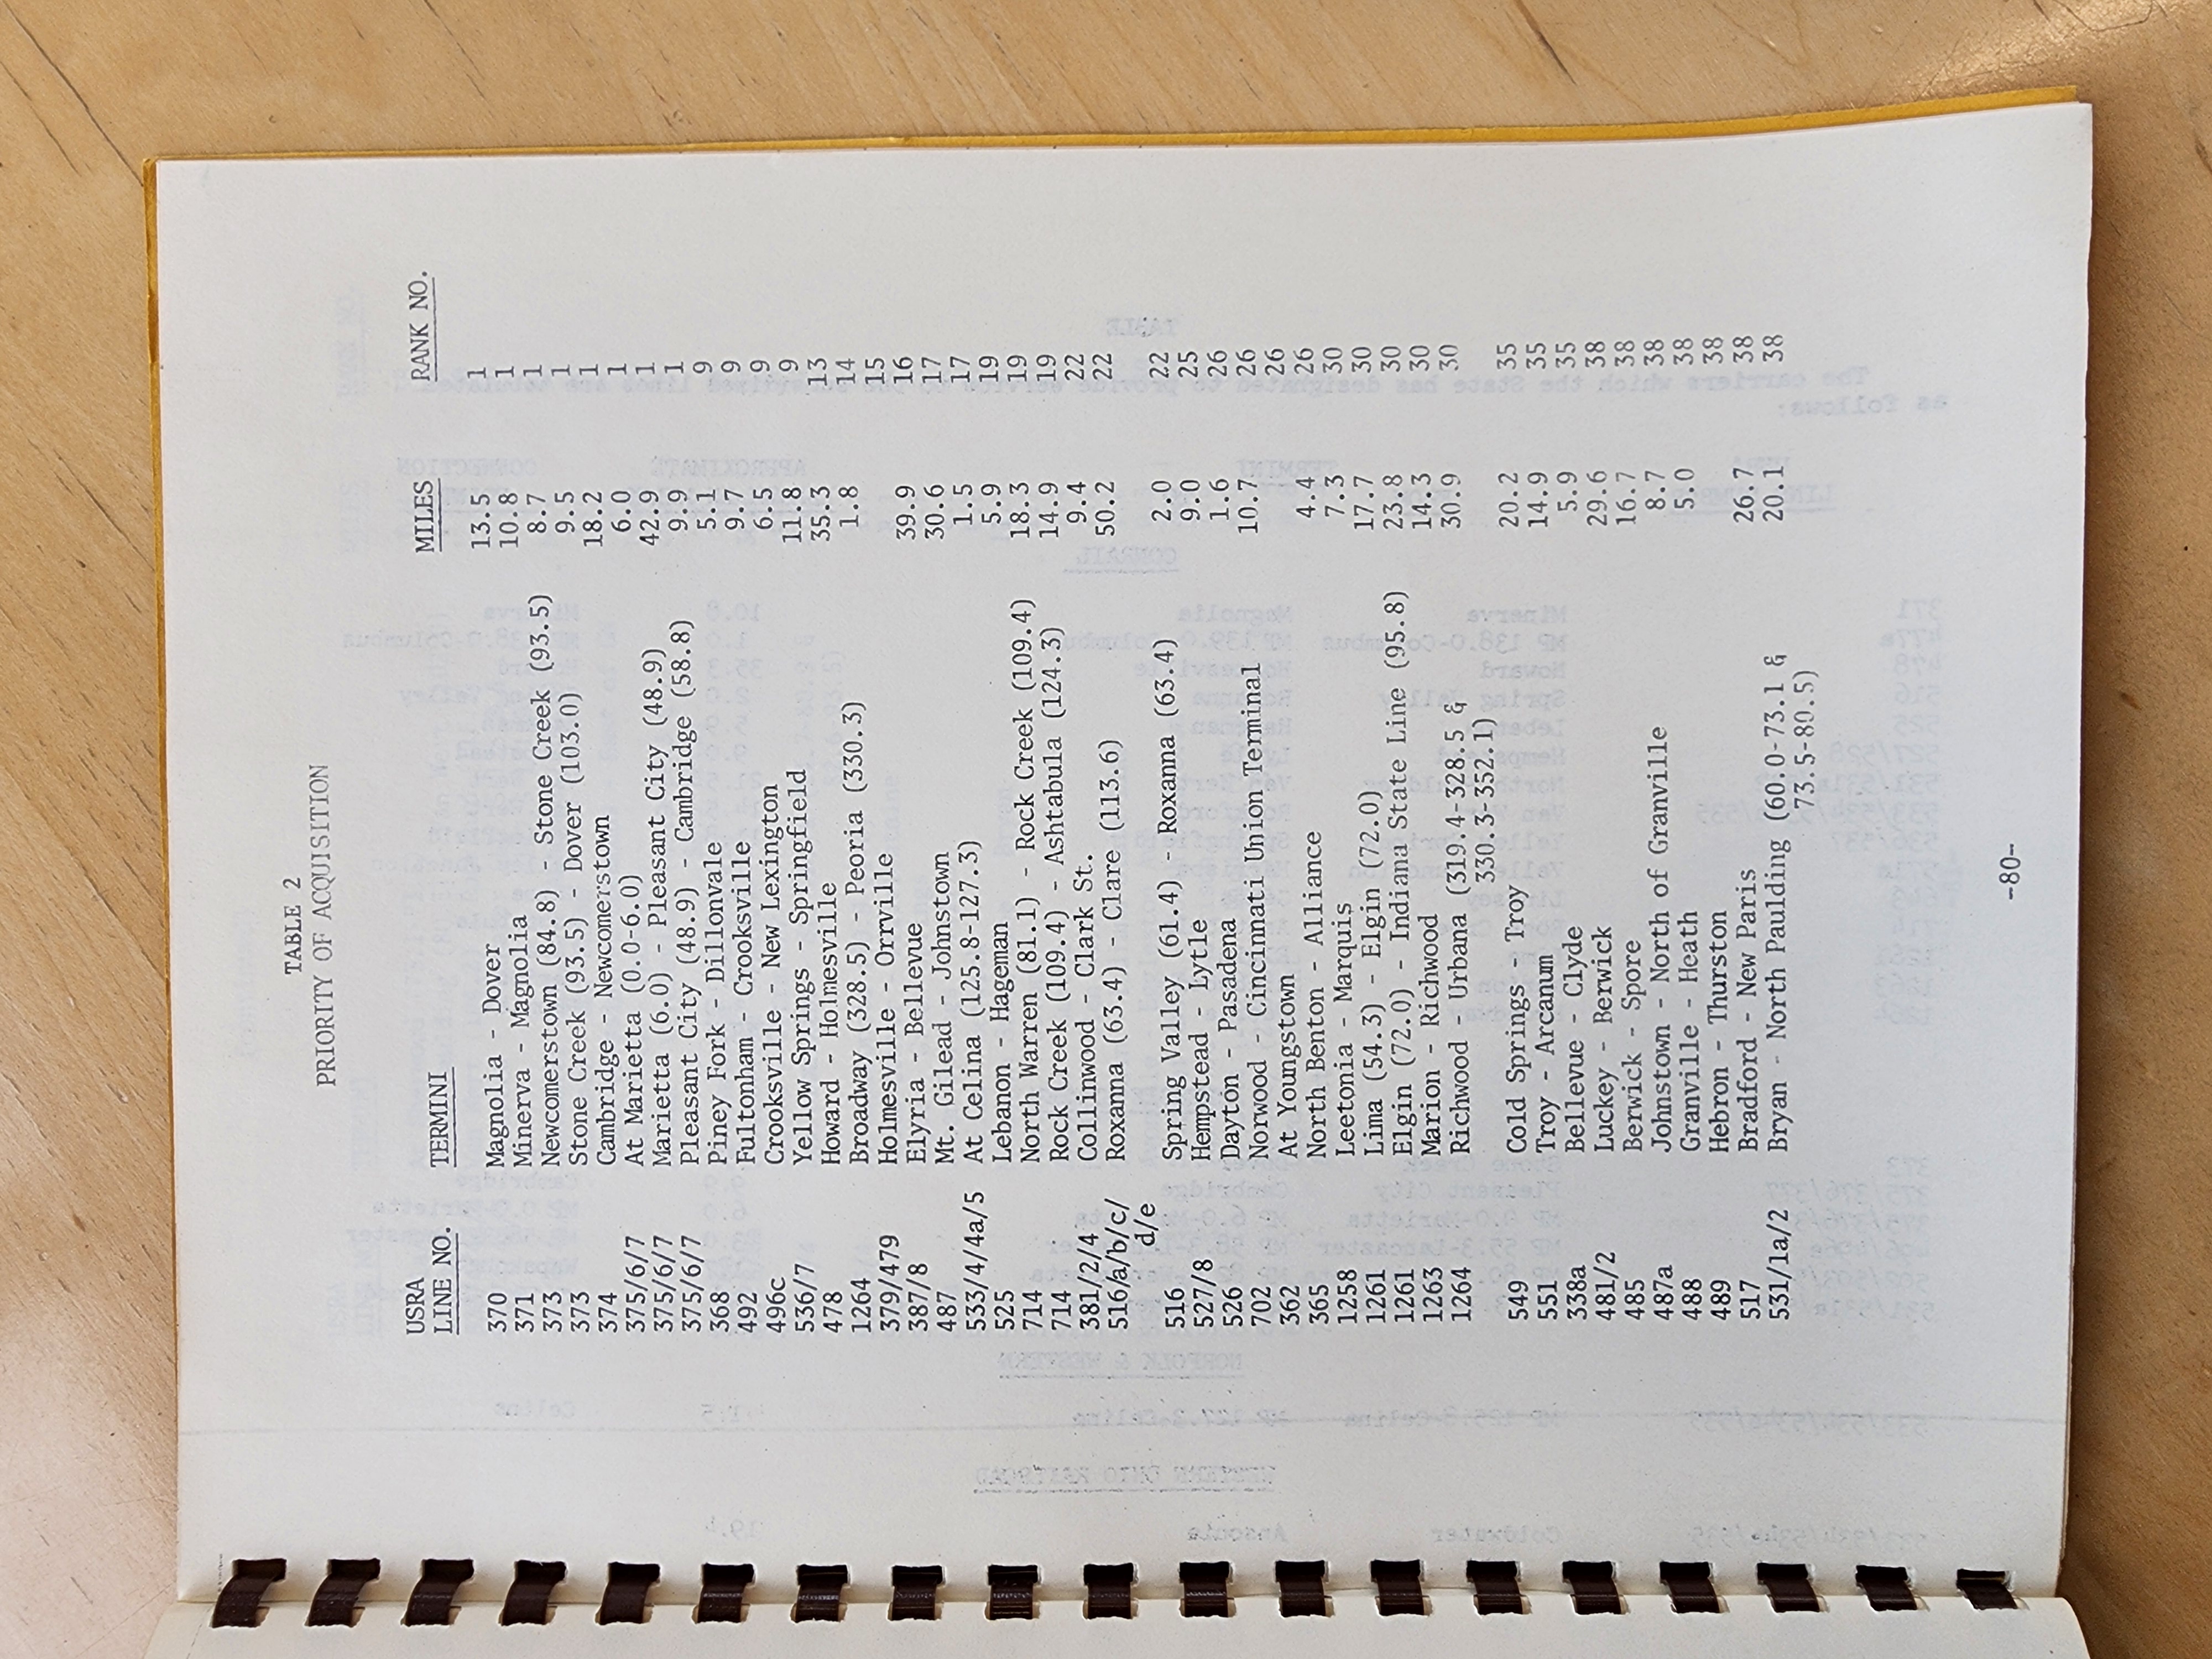 TABLE 2
PRIORITY OF ACQUISITION
USRA
LINE NO. TERMINI MILES RANK NO.
370 Magnolia - Dover 13.5 1
371 Minerva - Magnolia 10.8 1
373 Newcomerstown (84.8) - Stone Creek (93.5) 8.7 1
373 Stone Creek (93.5) - Dover (103.0) 9.5 1
374 Cambridge - Newcomerstown 18.2 1
375/6/7 At Marietta (0.0-6.0) 6.0 1
375/6/7 Marietta (6.0) - Pleasant City (48.9) 42.9 1
375/6/7 Pleasant City (48.9) - Cambridge (58.8) 9.9 1
368 Piney Fork - Dillonvale 5.1 9
492 Fultonham - Crooksville 9.7 9
496c Crooksville - New Lexington 6.5 9
536/7 Yellow Springs - Springfield 11.8 9
478 Howard - Holmesville 35.3 13
1264 Broadway (328.5) - Peoria (330.3) 1.8 14
379/479 Holmesville - Orrville 15
387/8 Elyria - Bellevue 39.9 16
487 Mt. Gilead - Johnstown 30.6 17
533/4/4a/5 At Celina (125.8-127.3) 1.5 17
525 Lebanon - Hageman 5.9 19
714 North Warren (81.1) - Rock Creek (109.4) 18.3 19
714 Rock Creek (109.4) - Ashtabula (124.3) 14.9 19
381/2/4 Collinwood - Clark St. 9.4 22
516/a/b/c/ Roxanna (63.4) - Clare (113.6) 50.2 22
d/e
516 Spring Valley (61.4) - Roxanna (63.4) 2.0 22
527/8 Hempstead - Lytle 9.0 25
526 Dayton - Pasadena 1.6 26
702 Norwood - Cincinnati Union Terminal 10.7 26
362 At Youngstown 26
365 North Benton - Alliance 4.4 26
1258 Leetonia - Marquis 7.3 30
1261 Lima (54.3) - Elgin (72.0) 17.7 30
1261 Elgin (72.0) - Indiana State Line (95.8) 23.8 30
1263 Marion - Richwood 14.3 30
1264 Richwood - Urbana (319.4-328.5 & 30.9 30
330.3-352.1)
549 Cold Springs - Troy 20.2 35
551 Troy - Arcanum 14.9 35
338a Bellevue - Clyde 5.9 35
481/2 Luckey - Berwick 29.6 38
485 Berwick - Spore 16.7 38
487a Johnstown - North of Granville 8.7 38
488 Granville - Heath 5.0 38
489 Hebron - Thurston 38
517 Bradford - New Paris 26.7 38
531/1a/2 Bryan - North Paulding (60.0-73.1 & 20.1 38
73.5-80.5)
-80-